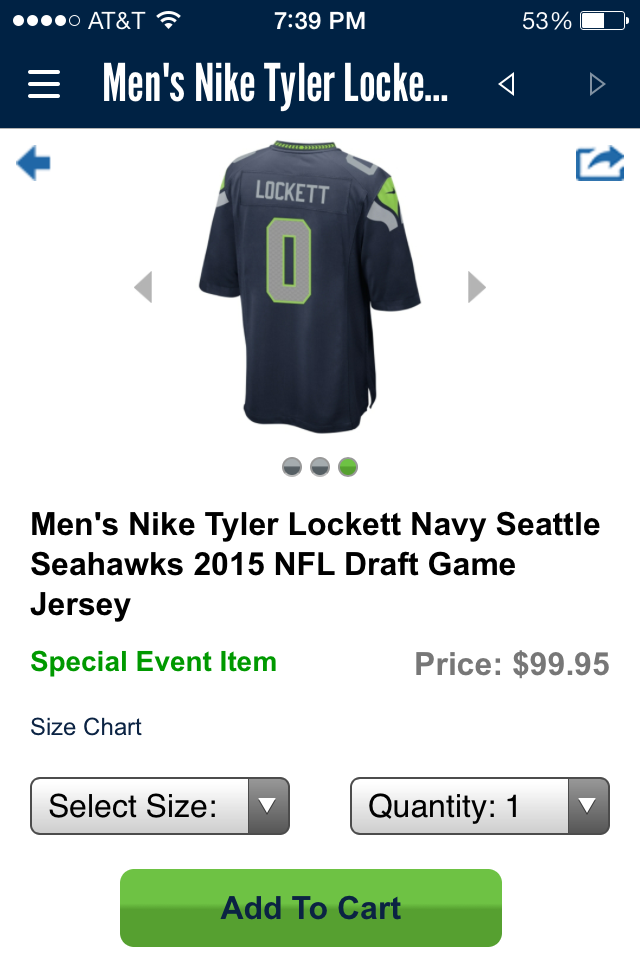 AT&T 7:39 PM 53%
Men's Nike Tyler Locke...
0
LOCKETT
0
Men's Nike Tyler Lockett Navy Seattle
Seahawks 2015 NFL Draft Game
Jersey
Special Event Item Price: $99.95
Size Chart
Select Size: Quantity: 1
Add To Cart